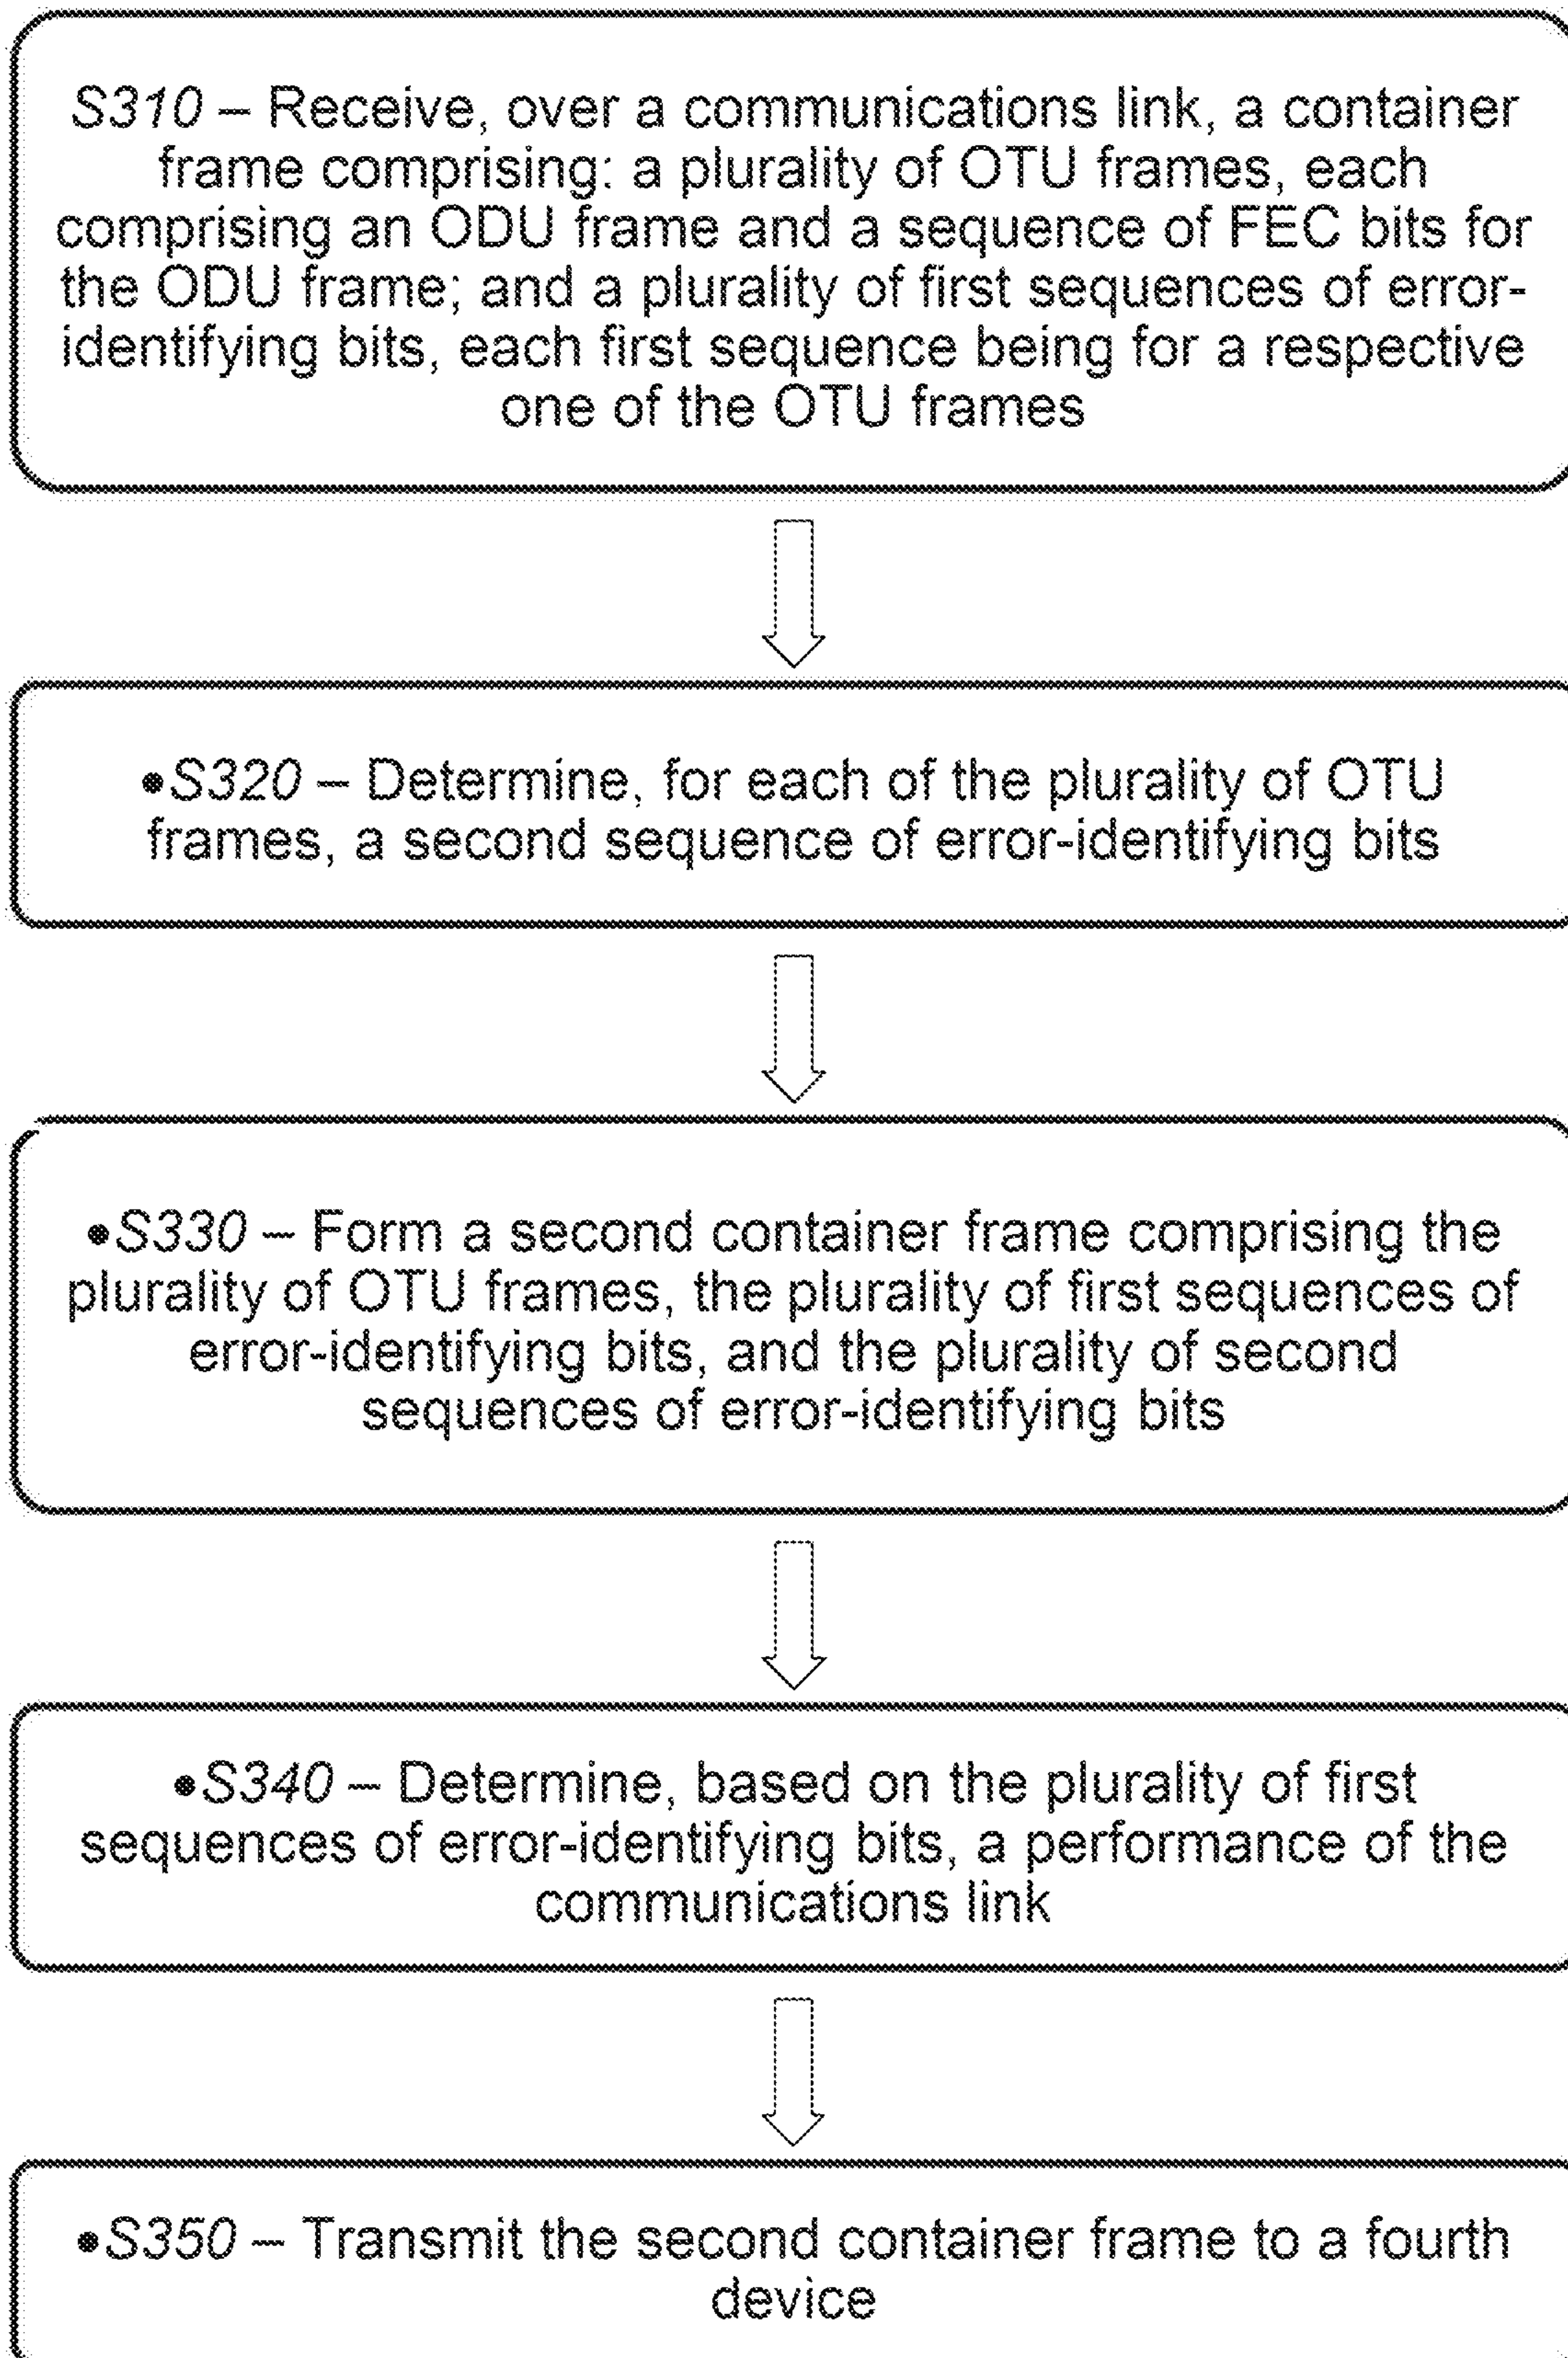 S310 – Receive, over a communications link, a container
frame comprising: a plurality of OTU frames, each
comprising an ODU frame and a sequence of FEC bits for
the ODU frame; and a plurality of first sequences of error-
identifying bits, each first sequence being for a respective
one of the OTU frames
•S320 – Determine, for each of the plurality of OTU
frames, a second sequence of error-identifying bits
•S330 – Form a second container frame comprising the
plurality of OTU frames, the plurality of first sequences of
error-identifying bits, and the plurality of second
sequences of error-identifying bits
•S340 – Determine, based on the plurality of first
sequences of error-identifying bits, a performance of the
communications link
•S350 – Transmit the second container frame to a fourth
device